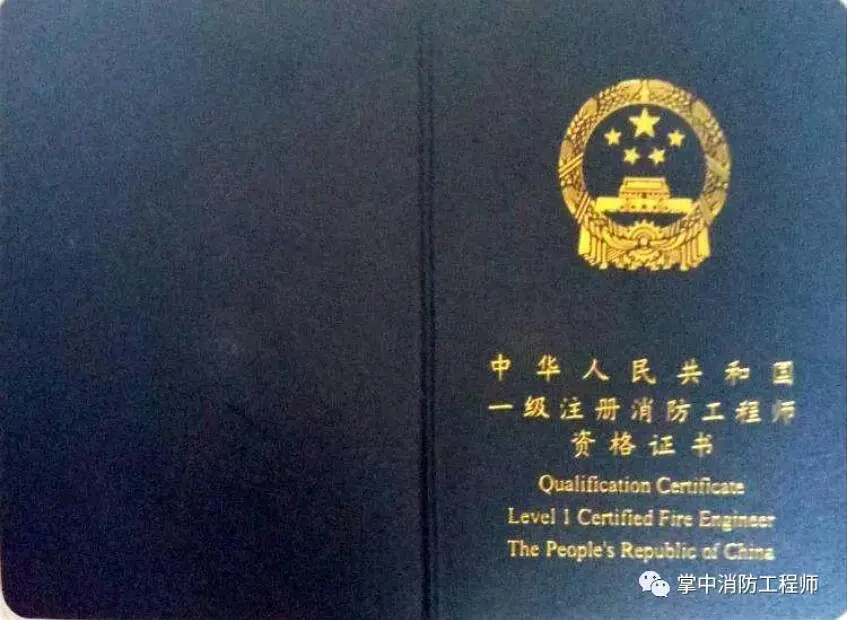 中华人民共和国
一级注册消防工程师
资格证书
Qualification Certificate
Level 1 Certified Fire Engineer
The People's Republic of China
掌中消防工程师